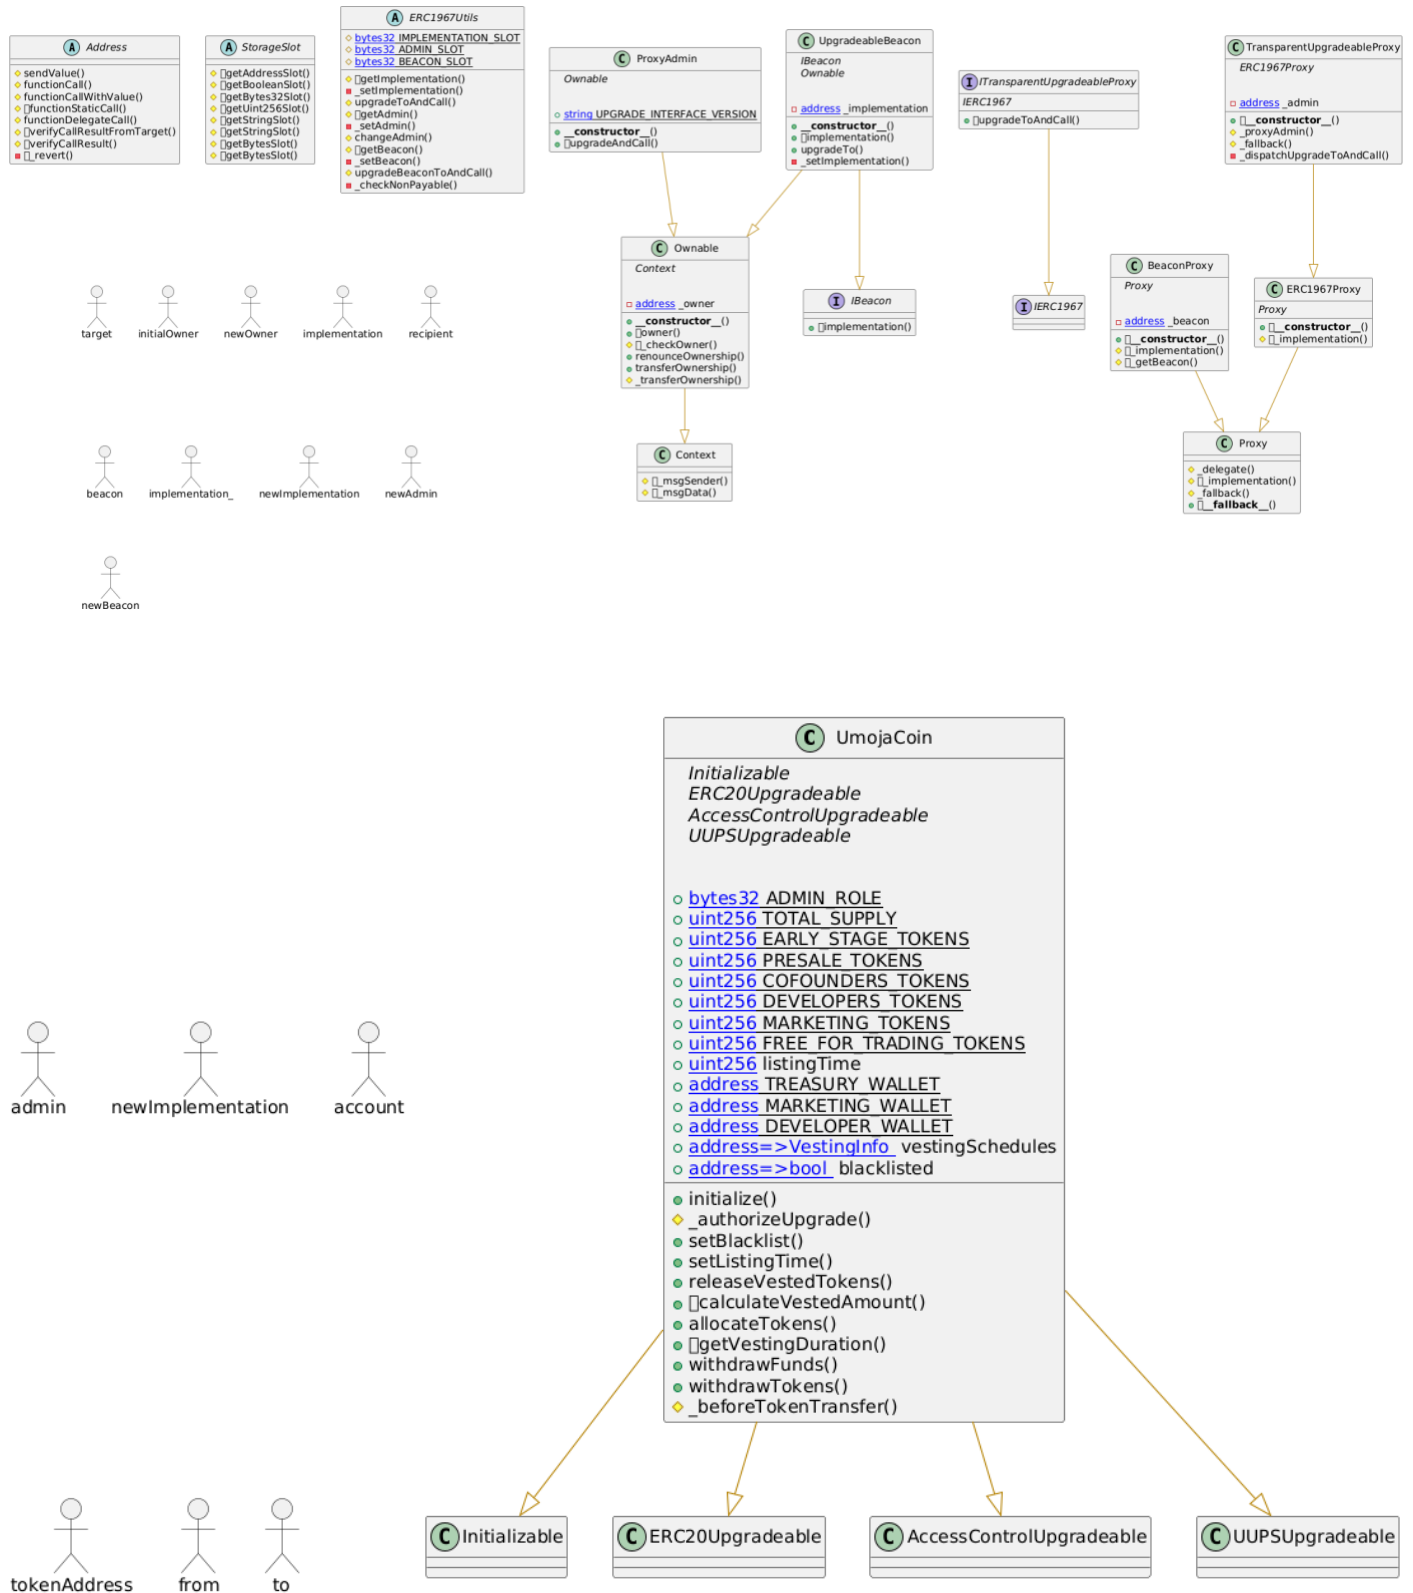 A Address
sendValue()
functionCall()
functionCallWithValue()
functionStaticCall()
functionDelegateCall()
verifyCallResultFromTarget()
verifyCallResult()
_revert()
A StorageSlot
getAddressSlot()
getBooleanSlot()
getBytes32Slot()
getUint256Slot()
getStringSlot()
getStringSlot()
getBytesSlot()
getBytesSlot()
A ERC1967Utils
bytes32 IMPLEMENTATION_SLOT
bytes32 ADMIN_SLOT
bytes32 BEACON_SLOT
getImplementation()
_setImplementation()
upgradeToAndCall()
getAdmin()
_setAdmin()
changeAdmin()
getBeacon()
_setBeacon()
upgradeBeaconToAndCall()
_checkNonPayable()
C ProxyAdmin
Ownable
string UPGRADE_INTERFACE_VERSION
__constructor__()
upgradeAndCall()
C UpgradeableBeacon
IBeacon
Ownable
address _implementation
__constructor__()
implementation()
upgradeTo()
_setImplementation()
I ITransparentUpgradeableProxy
IERC1967
upgradeToAndCall()
C TransparentUpgradeableProxy
ERC1967Proxy
address _admin
__constructor__()
_proxyAdmin()
_fallback()
_dispatchUpgradeToAndCall()
C Ownable
Context
address _owner
__constructor__()
owner()
_checkOwner()
renounceOwnership()
transferOwnership()
_transferOwnership()
I IBeacon
implementation()
I IERC1967
C BeaconProxy
Proxy
address _beacon
__constructor__()
_implementation()
_getBeacon()
C ERC1967Proxy
Proxy
__constructor__()
_implementation()
target
initialOwner
newOwner
implementation
recipient
C Context
_msgSender()
_msgData()
C Proxy
_delegate()
_implementation()
_fallback()
__fallback__()
beacon
implementation_
newImplementation
newAdmin
newBeacon
C UmojaCoin
Initializable
ERC20Upgradeable
AccessControlUpgradeable
UUPSUpgradeable
bytes32 ADMIN_ROLE
uint256 TOTAL_SUPPLY
uint256 EARLY_STAGE_TOKENS
uint256 PRESALE_TOKENS
uint256 COFOUNDERS_TOKENS
uint256 DEVELOPERS_TOKENS
uint256 MARKETING_TOKENS
uint256 FREE_FOR_TRADING_TOKENS
uint256 listingTime
address TREASURY_WALLET
address MARKETING_WALLET
address DEVELOPER_WALLET
address=>VestingInfo vestingSchedules
address=>bool blacklisted
initialize()
_authorizeUpgrade()
setBlacklist()
setListingTime()
releaseVestedTokens()
calculateVestedAmount()
allocateTokens()
getVestingDuration()
withdrawFunds()
withdrawTokens()
_beforeTokenTransfer()
admin
newImplementation
account
tokenAddress
from
to
C Initializable
C ERC20Upgradeable
C AccessControlUpgradeable
C UUPSUpgradeable